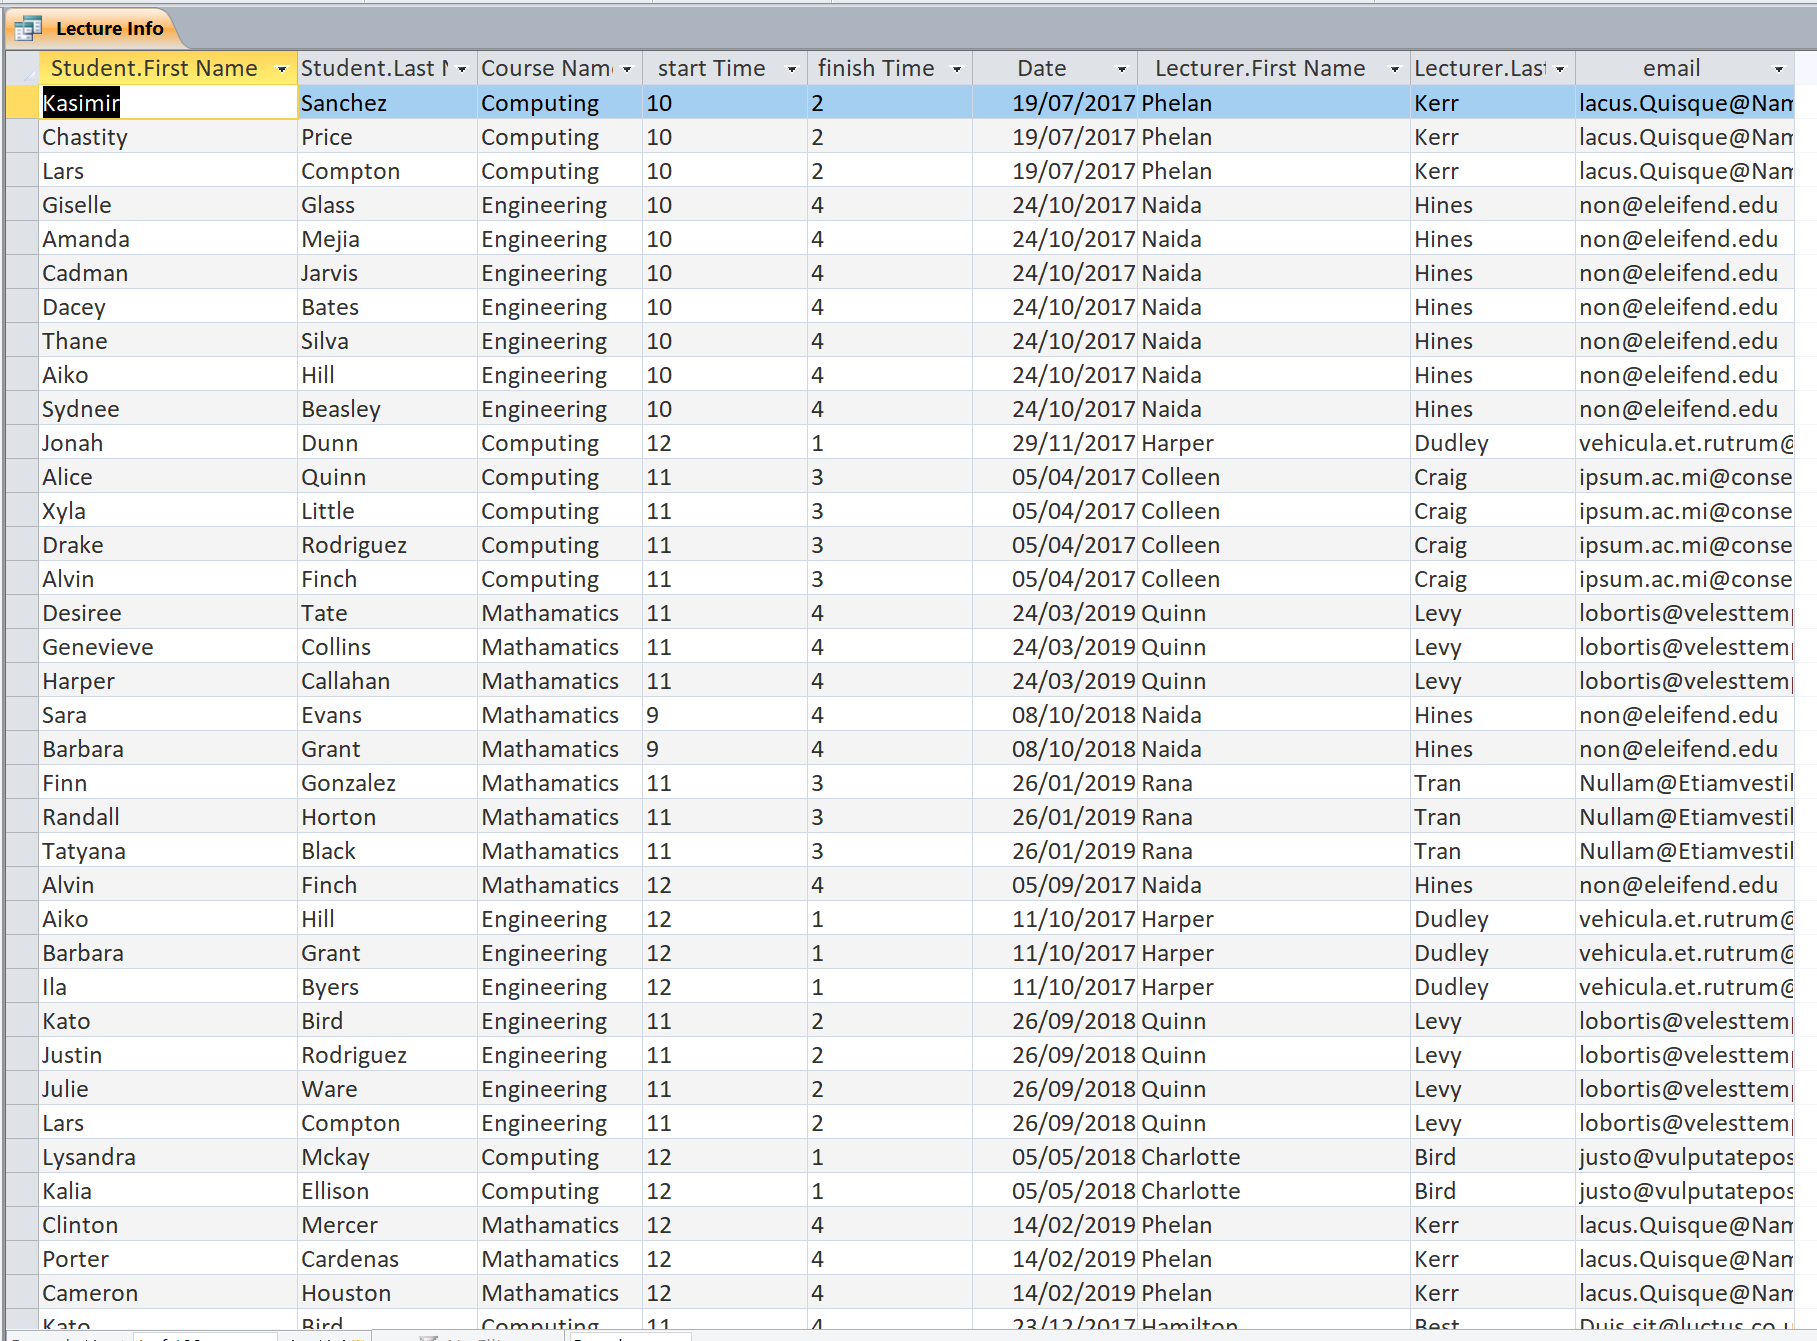 Lecture Info
Student.First Name Student.Last N Course Nam start Time finish Time Date Lecturer.First Name Lecturer.Last email
Kasimir Sanchez Computing 10 2 19/07/2017 Phelan Kerr lacus.Quisque@Nam
Chastity Price Computing 10 2 19/07/2017 Phelan Kerr lacus.Quisque@Nam
Lars Compton Computing 10 2 19/07/2017 Phelan Kerr lacus.Quisque@Nam
Giselle Glass Engineering 10 4 24/10/2017 Naida Hines non@eleifend.edu
Amanda Mejia Engineering 10 4 24/10/2017 Naida Hines non@eleifend.edu
Cadman Jarvis Engineering 10 4 24/10/2017 Naida Hines non@eleifend.edu
Dacey Bates Engineering 10 4 24/10/2017 Naida Hines non@eleifend.edu
Thane Silva Engineering 10 4 24/10/2017 Naida Hines non@eleifend.edu
Aiko Hill Engineering 10 4 24/10/2017 Naida Hines non@eleifend.edu
Sydnee Beasley Engineering 10 4 24/10/2017 Naida Hines non@eleifend.edu
Jonah Dunn Computing 12 1 29/11/2017 Harper Dudley vehicula.et.rutrum@
Alice Quinn Computing 11 3 05/04/2017 Colleen Craig ipsum.ac.mi@conse
Xyla Little Computing 11 3 05/04/2017 Colleen Craig ipsum.ac.mi@conse
Drake Rodriguez Computing 11 3 05/04/2017 Colleen Craig ipsum.ac.mi@conse
Alvin Finch Computing 11 3 05/04/2017 Colleen Craig ipsum.ac.mi@conse
Desiree Tate Mathamatics 11 4 24/03/2019 Quinn Levy lobortis@velesttemp
Genevieve Collins Mathamatics 11 4 24/03/2019 Quinn Levy lobortis@velesttemp
Harper Callahan Mathamatics 11 4 24/03/2019 Quinn Levy lobortis@velesttemp
Sara Evans Mathamatics 9 4 08/10/2018 Naida Hines non@eleifend.edu
Barbara Grant Mathamatics 9 4 08/10/2018 Naida Hines non@eleifend.edu
Finn Gonzalez Mathamatics 11 3 26/01/2019 Rana Tran Nullam@Etiamvestil
Randall Horton Mathamatics 11 3 26/01/2019 Rana Tran Nullam@Etiamvestil
Tatyana Black Mathamatics 11 3 26/01/2019 Rana Tran Nullam@Etiamvestil
Alvin Finch Mathamatics 12 4 05/09/2017 Naida Hines non@eleifend.edu
Aiko Hill Engineering 12 1 11/10/2017 Harper Dudley vehicula.et.rutrum@
Barbara Grant Engineering 12 1 11/10/2017 Harper Dudley vehicula.et.rutrum@
Ila Byers Engineering 12 1 11/10/2017 Harper Dudley vehicula.et.rutrum@
Kato Bird Engineering 11 2 26/09/2018 Quinn Levy lobortis@velesttemp
Justin Rodriguez Engineering 11 2 26/09/2018 Quinn Levy lobortis@velesttemp
Julie Ware Engineering 11 2 26/09/2018 Quinn Levy lobortis@velesttemp
Lars Compton Engineering 11 2 26/09/2018 Quinn Levy lobortis@velesttemp
Lysandra Mckay Computing 12 1 05/05/2018 Charlotte Bird justo@vulputatepos
Kalia Ellison Computing 12 1 05/05/2018 Charlotte Bird justo@vulputatepos
Clinton Mercer Mathamatics 12 4 14/02/2019 Phelan Kerr lacus.Quisque@Nam
Porter Cardenas Mathamatics 12 4 14/02/2019 Phelan Kerr lacus.Quisque@Nam
Cameron Houston Mathamatics 12 4 14/02/2019 Phelan Kerr lacus.Quisque@Nam
Kato Bird Computing 11 4 23/12/2017 Hamilton Best Duis.sit@luctus.co.u